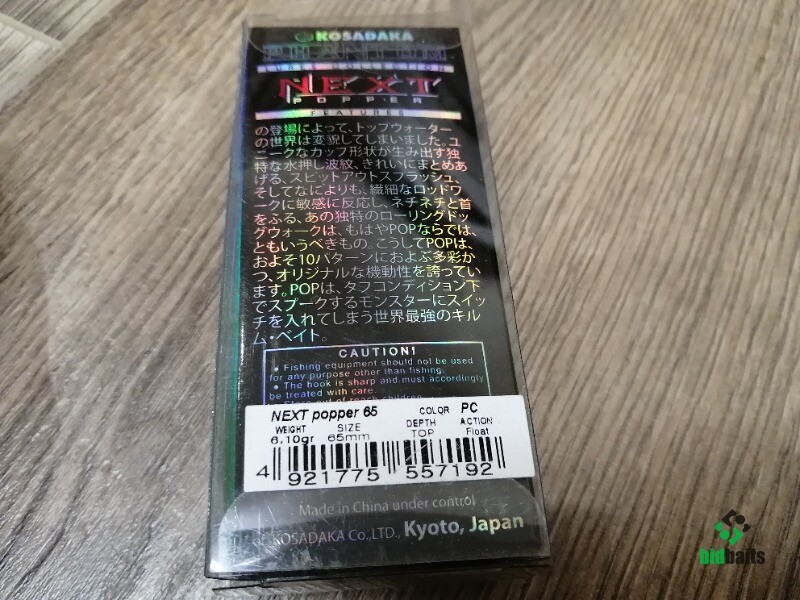 KOSADAKA
PHANTOM
LURES COLLECTION
NEXT
POPPER
FEATURES
の登場によって、トップウォーター
の世界は変貌してしまいました。ユ
ニークなカップ形状が生み出す独
特な水押し波紋、きれいにまとめあ
げる、スピットアウトスプラッシュ、
そしてなによりも、繊細なロッドワ
ークに敏感に反応し、ネチネチと首
をふる、あの独特のローリングドッ
グウォークは、もはやPOPならでは、
ともいうべきもの。こうしてPOPは、
およそ10パターンにおよぶ多彩か
つ、オリジナルな機動性を誇ってい
ます。POPは、タフコンディション下
でスプークするモンスターにスイッ
チを入れてしまう世界最強のキル
ム・ベイト。
CAUTION!
• Fishing equipment should not be used
for any purpose other than fishing.
• The hook is sharp and must accordingly
be treated with care.
NEXT popper 65 COLOR PC
WEIGHT SIZE DEPTH ACTION
6,10gr 65mm TOP Float
4 921775 557192
Made in China under control
KOSADAKA Co.,LTD., Kyoto, Japan
bidbaits